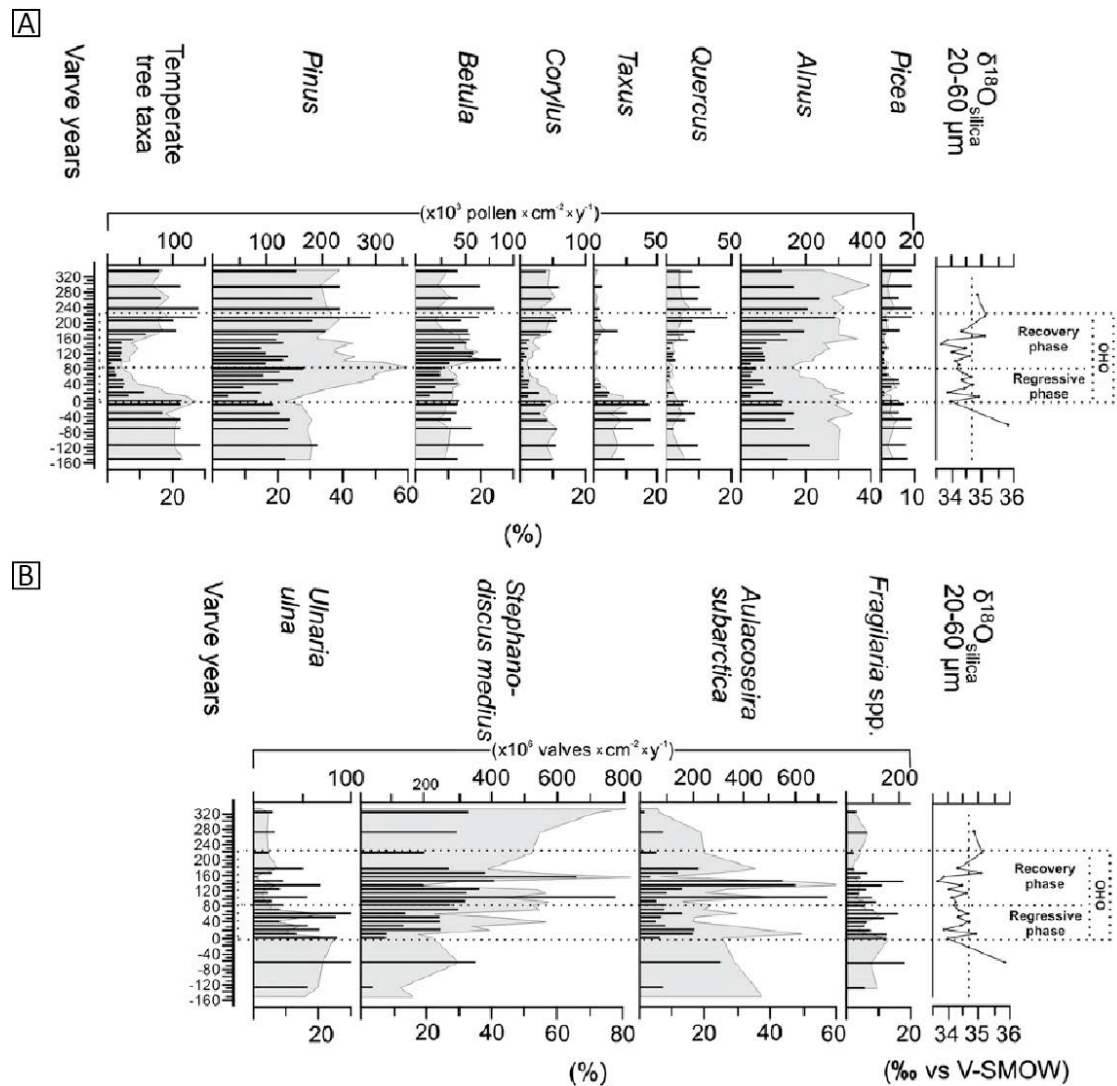 A
Varve years
Temperate
tree taxa
Pinus
Betula
Corylus
Taxus
Quercus
Alnus
Picea
δ18Osilica
20-60 μm
(x10³ pollen × cm⁻² × y⁻¹)
100 100 200 300 50 100 100 50 50 200 400 20
320
280
240
200
160
120
80
40
0
-40
-80
-120
-160
Recovery
phase
Regressive
phase
OHO
20 20 40 60 20 20 20 20 20 40 10 34 35 36
(%)
B
Varve years
Ulnaria
ulna
Stephano-
discus medius
Aulacoseira
subarctica
Fragilaria spp.
δ18Osilica
20-60 μm
(x10⁶ valves × cm⁻² × y⁻¹)
100 200 400 600 800 200 400 600 200
320
280
240
200
160
120
80
40
0
-40
-80
-120
-160
Recovery
phase
Regressive
phase
OHO
20 20 40 60 80 20 40 60 20 34 35 36
(%) (‰ vs V-SMOW)